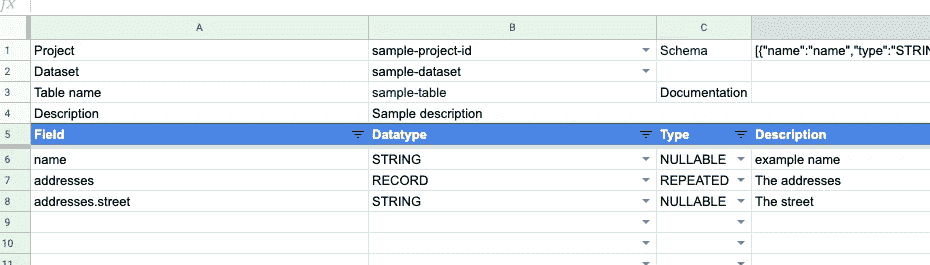 fx
A B C
1 Project sample-project-id Schema [{"name":"name","type":"STRIN
2 Dataset sample-dataset
3 Table name sample-table Documentation
4 Description Sample description
5 Field Datatype Type Description
6 name STRING NULLABLE example name
7 addresses RECORD REPEATED The addresses
8 addresses.street STRING NULLABLE The street
9
10
11